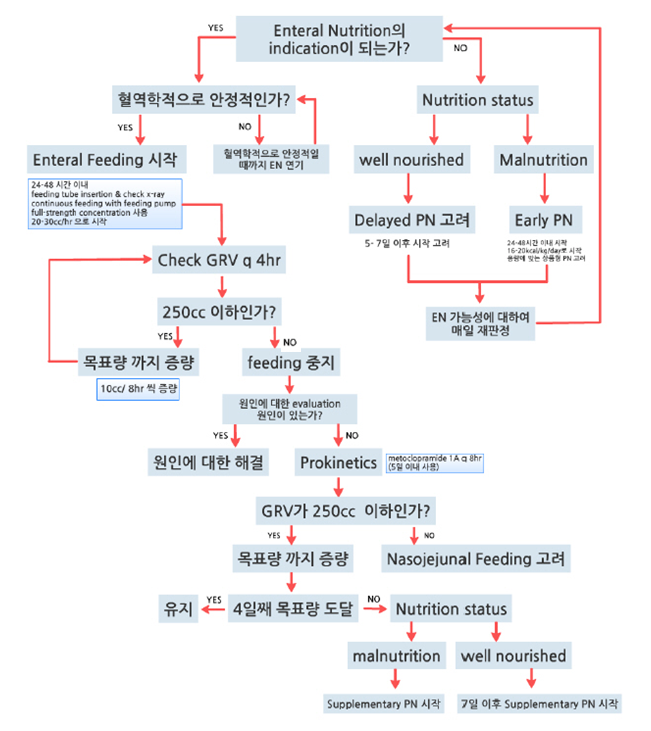 Enteral Nutrition의
indication이 되는가?
YES
NO
혈역학적으로 안정적인가?
Nutrition status
YES
NO
Enteral Feeding 시작
혈역학적으로 안정적일
때까지 EN 연기
well nourished
Malnutrition
24-48 시간 이내
feeding tube insertion & check x-ray
continuous feeding with feeding pump
full-strength concentration 사용
20-30cc/hr 으로 시작
Delayed PN 고려
5- 7일 이후 시작 고려
Early PN
24-48시간 이내 시작
16-20kcal/kg/day로 시작
용량에 맞는 상품형 PN 고려
Check GRV q 4hr
250cc 이하인가?
EN 가능성에 대하여
매일 재판정
YES
NO
목표량 까지 증량
feeding 중지
10cc/ 8hr 씩 증량
원인에 대한 evaluation
원인이 있는가?
YES
NO
원인에 대한 해결
Prokinetics
metoclopramide 1A q 8hr
(5일 이내 사용)
GRV가 250cc 이하인가?
YES
NO
목표량 까지 증량
Nasojejunal Feeding 고려
유지
YES
4일째 목표량 도달
NO
Nutrition status
malnutrition
well nourished
Supplementary PN 시작
7일 이후 Supplementary PN 시작